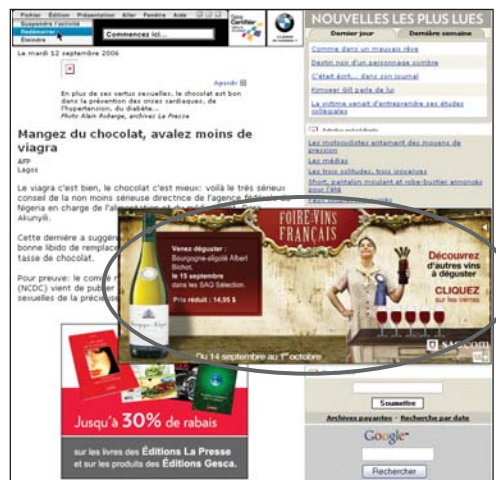 Fichier Édition Présentation Aller Fenêtre Aide
Suspendre l'activité
Redémarrer
Éteindre
Commencez ici...
Le mardi 12 septembre 2006
Agrandir
En plus de ses vertus sexuelles, le chocolat est bon
dans la prévention des crises cardiaques, de
l'hypertension, du diabète...
Photo Alain Roberge, archives La Presse
Mangez du chocolat, avalez moins de
viagra
AFP
Lagos
Le viagra c'est bien, le chocolat c'est mieux: voilà le très sérieux
conseil de la non moins sérieuse directrice de l'agence fédérale
Nigeria en charge de
Akunyili.
Cette dernière a suggéré
bonne libido de remplacer
tasse de chocolat.
Pour preuve: le
(NCDC) vient de publier
sexuelles de la
Jusqu'à 30% de rabais
sur les livres des Éditions La Presse
et sur les produits des Éditions Gesca.
NOUVELLES LES PLUS LUES
Dernier jour
Dernière semaine
Comme dans un mauvais rêve
Destin noir d'un personnage sombre
C'était écrit... dans son journal
Kimveer Gill parle de lui
La victime venait d'entreprendre ses études
collégiales
Les motocyclistes entament des moyens de
pression
Les médias
Les trois solitudes, trois
Short, pantalon moulant et robe-bustier annoncés
pour l'été
FOIRE DES VINS
FRANÇAIS
Venez déguster :
Bourgogne-aligoté Albert
Bichot,
le 15 septembre
dans les SAQ Sélection.
Prix réduit : 14,95 $
Découvrez
d'autres vins
à déguster
CLIQUEZ
sur les verres
saq.com
Du 14 septembre au 1er octobre
Soumettre
Archives payantes - Recherche par date
Google
Rechercher